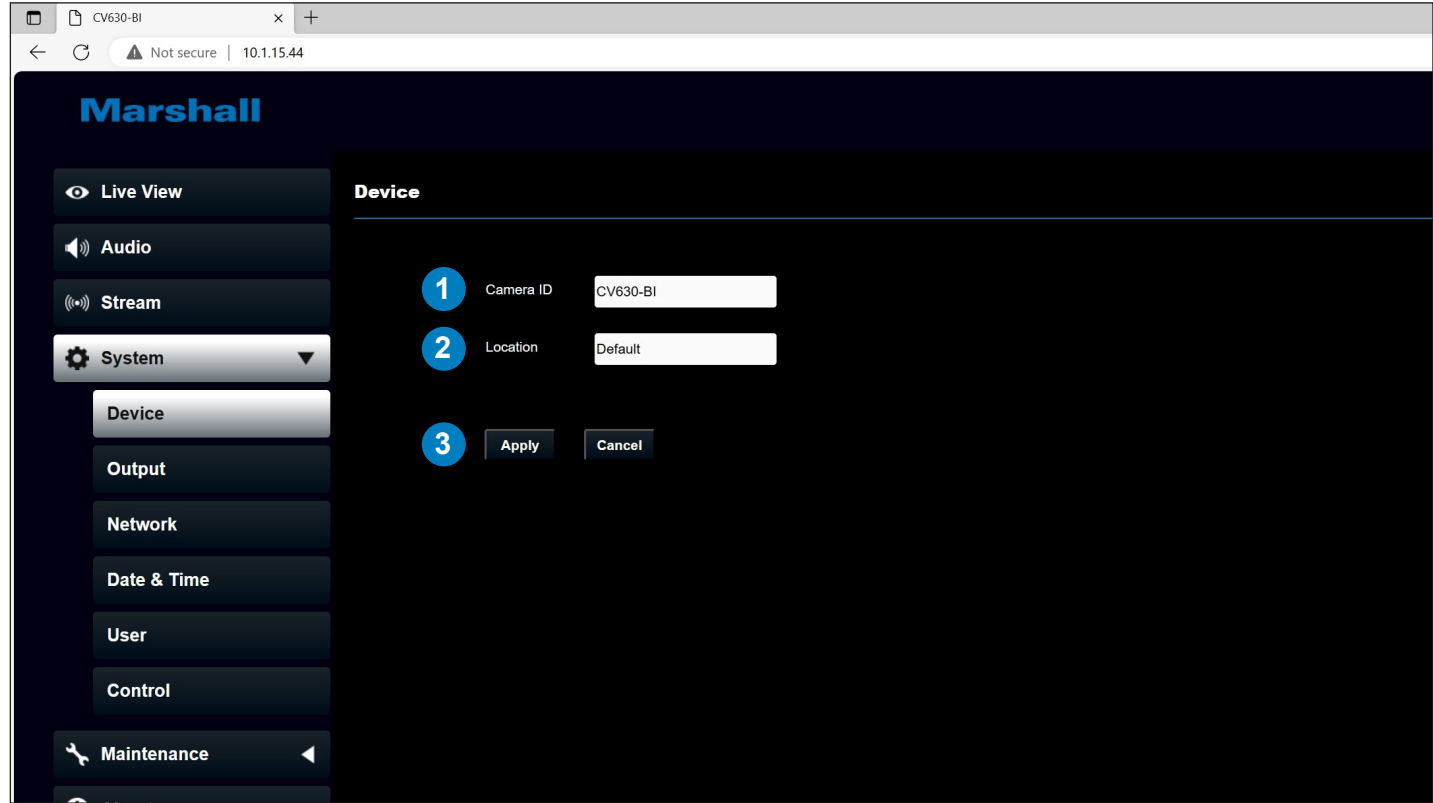 CV630-BI
Not secure | 10.1.15.44
Marshall
Live View
Audio
Stream
System
Device
Output
Network
Date & Time
User
Control
Maintenance
Device
1 Camera ID CV630-BI
2 Location Default
3 Apply Cancel